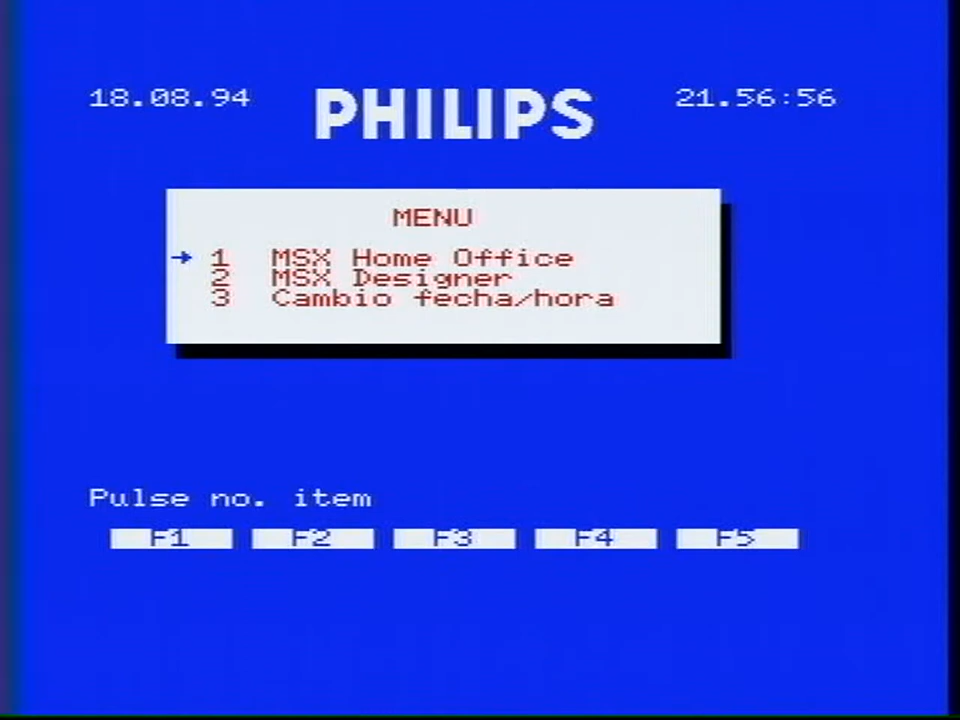 18.08.94 PHILIPS 21.56:56
MENU
→ 1 MSX Home Office
2 MSX Designer
3 Cambio fecha/hora
Pulse no. item
F1 F2 F3 F4 F5